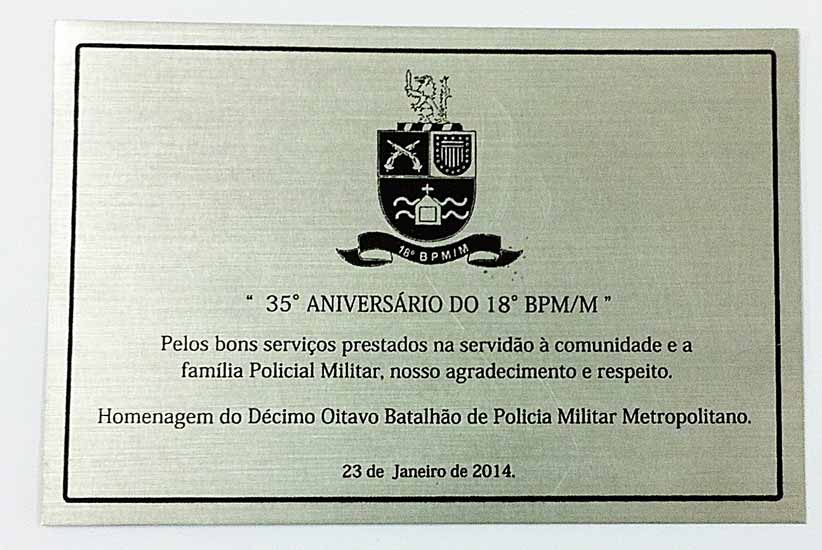 18º BPM/M
“ 35° ANIVERSÁRIO DO 18° BPM/M ”
Pelos bons serviços prestados na servidão à comunidade e a
família Policial Militar, nosso agradecimento e respeito.
Homenagem do Décimo Oitavo Batalhão de Policia Militar Metropolitano.
23 de Janeiro de 2014.